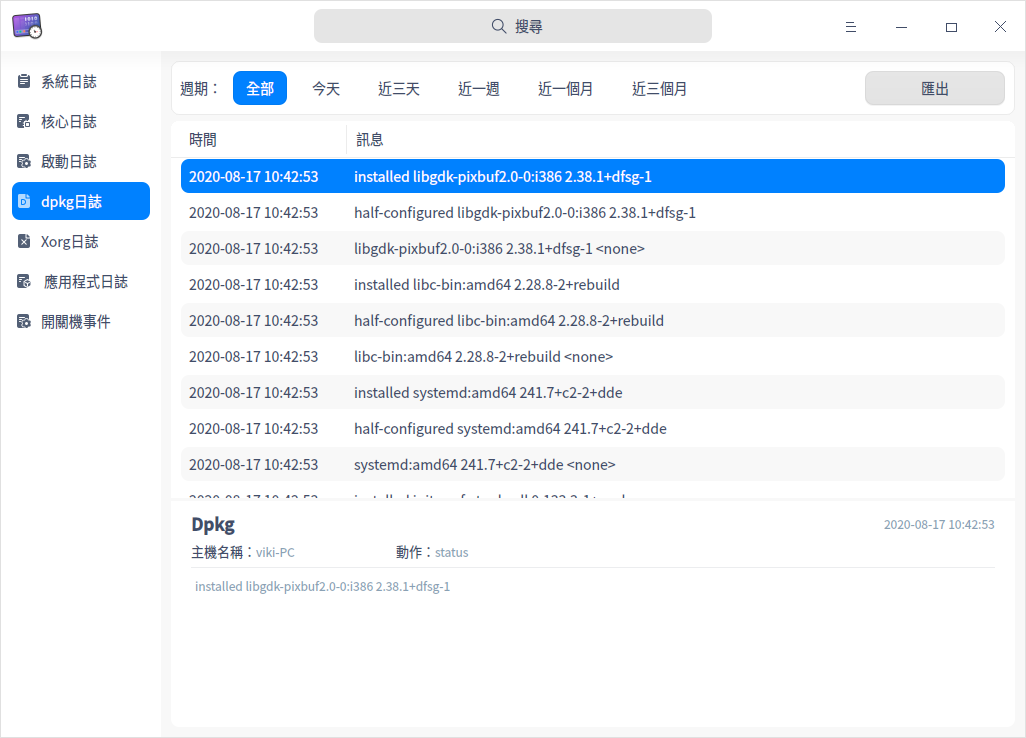 搜尋
系統日誌
核心日誌
啟動日誌
dpkg日誌
Xorg日誌
應用程式日誌
開關機事件
週期： 全部 今天 近三天 近一週 近一個月 近三個月 匯出
時間 訊息
2020-08-17 10:42:53 installed libgdk-pixbuf2.0-0:i386 2.38.1+dfsg-1
2020-08-17 10:42:53 half-configured libgdk-pixbuf2.0-0:i386 2.38.1+dfsg-1
2020-08-17 10:42:53 libgdk-pixbuf2.0-0:i386 2.38.1+dfsg-1 <none>
2020-08-17 10:42:53 installed libc-bin:amd64 2.28.8-2+rebuild
2020-08-17 10:42:53 half-configured libc-bin:amd64 2.28.8-2+rebuild
2020-08-17 10:42:53 libc-bin:amd64 2.28.8-2+rebuild <none>
2020-08-17 10:42:53 installed systemd:amd64 241.7+c2-2+dde
2020-08-17 10:42:53 half-configured systemd:amd64 241.7+c2-2+dde
2020-08-17 10:42:53 systemd:amd64 241.7+c2-2+dde <none>
2020-08-17 10:42:53
Dpkg 2020-08-17 10:42:53
主機名稱：viki-PC 動作：status
installed libgdk-pixbuf2.0-0:i386 2.38.1+dfsg-1